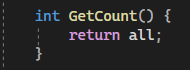 int GetCount() {
    return all;
}